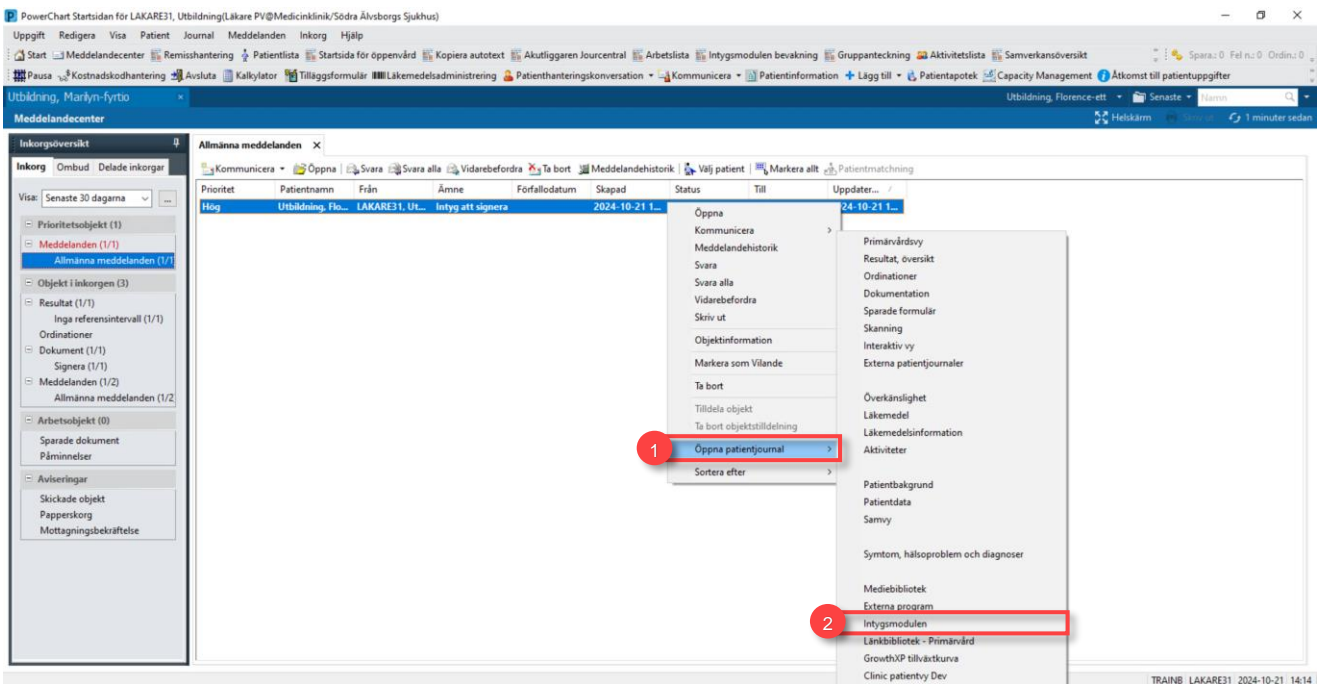 PowerChart Startsidan för LAKARE31, Utbildning(Läkare PV@Medicinklinik/Södra Älvsborgs Sjukhus)
Uppgift Redigera Visa Patient Journal Meddelanden Inkorg Hjälp
Start Meddelandecenter Remisshantering Patientlista Startsida för öppenvård Kopiera autotext Akutliggaren Jourcentral Arbetslista Intygsmodulen bevakning Gruppanteckning Aktivitetslista Samverkansöversikt Spara.: 0 Fel n.: 0 Ordin.: 0
Pausa Kostnadskodhantering Avsluta Kalkylator Tilläggsformulär Läkemedelsadministrering Patienthanteringskonversation Kommunicera Patientinformation Lägg till Patientapotek Capacity Management Åtkomst till patientuppgifter
Utbildning, Marilyn-fyrtio × Utbildning, Florence-ett Senaste Namn
Meddelandecenter Helskärm Skriv ut 1 minuter sedan
Inkorgsöversikt
Inkorg Ombud Delade inkorgar
Visa: Senaste 30 dagarna ...
Prioritetsobjekt (1)
Meddelanden (1/1)
Allmänna meddelanden (1/1
Objekt i inkorgen (3)
Resultat (1/1)
Inga referensintervall (1/1)
Ordinationer
Dokument (1/1)
Signera (1/1)
Meddelanden (1/2)
Allmänna meddelanden (1/2
Arbetsobjekt (0)
Sparade dokument
Påminnelser
Aviseringar
Skickade objekt
Papperskorg
Mottagningsbekräftelse
Allmänna meddelanden ×
Kommunicera Öppna Svara Svara alla Vidarebefordra Ta bort Meddelandehistorik Välj patient Markera allt Patientmatchning
Prioritet Patientnamn Från Ämne Förfallodatum Skapad Status Till Uppdater...
Hög Utbildning, Flo... LAKARE31, Ut... Intyg att signera 2024-10-21 1... 24-10-21 1...
Öppna
Kommunicera
Meddelandehistorik
Svara
Svara alla
Vidarebefordra
Skriv ut
Objektinformation
Markera som Vilande
Ta bort
Tilldela objekt
Ta bort objektstilldelning
1 Öppna patientjournal
Sortera efter
Primärvårdsvy
Resultat, översikt
Ordinationer
Dokumentation
Sparade formulär
Skanning
Interaktiv vy
Externa patientjournaler
Överkänslighet
Läkemedel
Läkemedelsinformation
Aktiviteter
Patientbakgrund
Patientdata
Samvy
Symtom, hälsoproblem och diagnoser
Mediebibliotek
Externa program
2 Intygsmodulen
Länkbibliotek - Primärvård
GrowthXP tillväxtkurva
Clinic patientvy Dev
TRAINB LAKARE31 2024-10-21 14:14